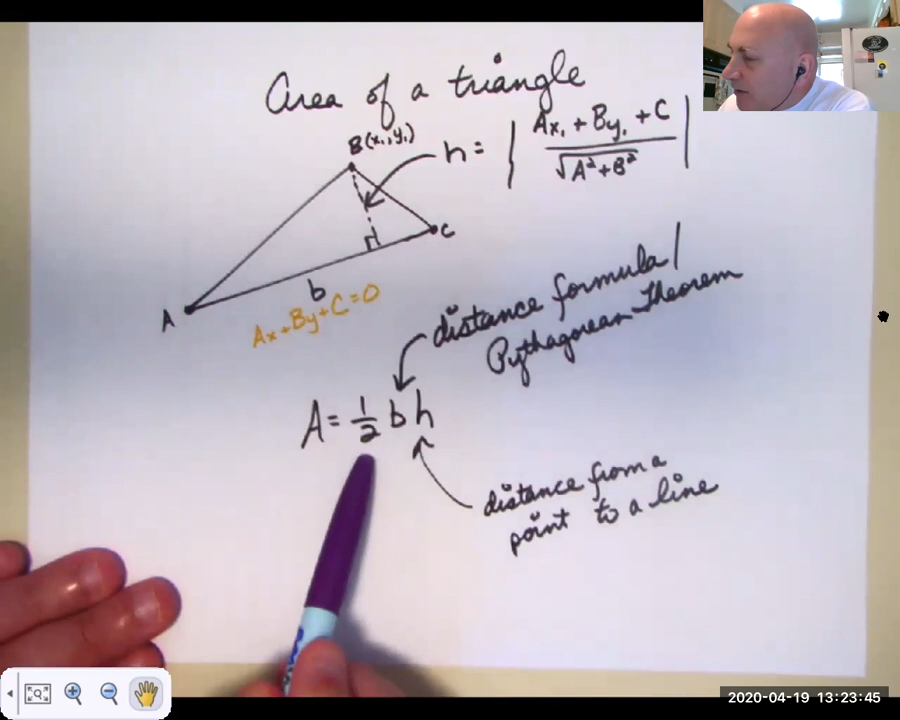 Area of a triangle
B(x₁,y₁)
h = | Ax₁ + By₁ + C / √A²+B² |
C
b
A
Ax+By+C=0
distance formula/
Pythagorean Theorem
A = 1/2 b h
distance from a
point to a line
2020-04-19 13:23:45